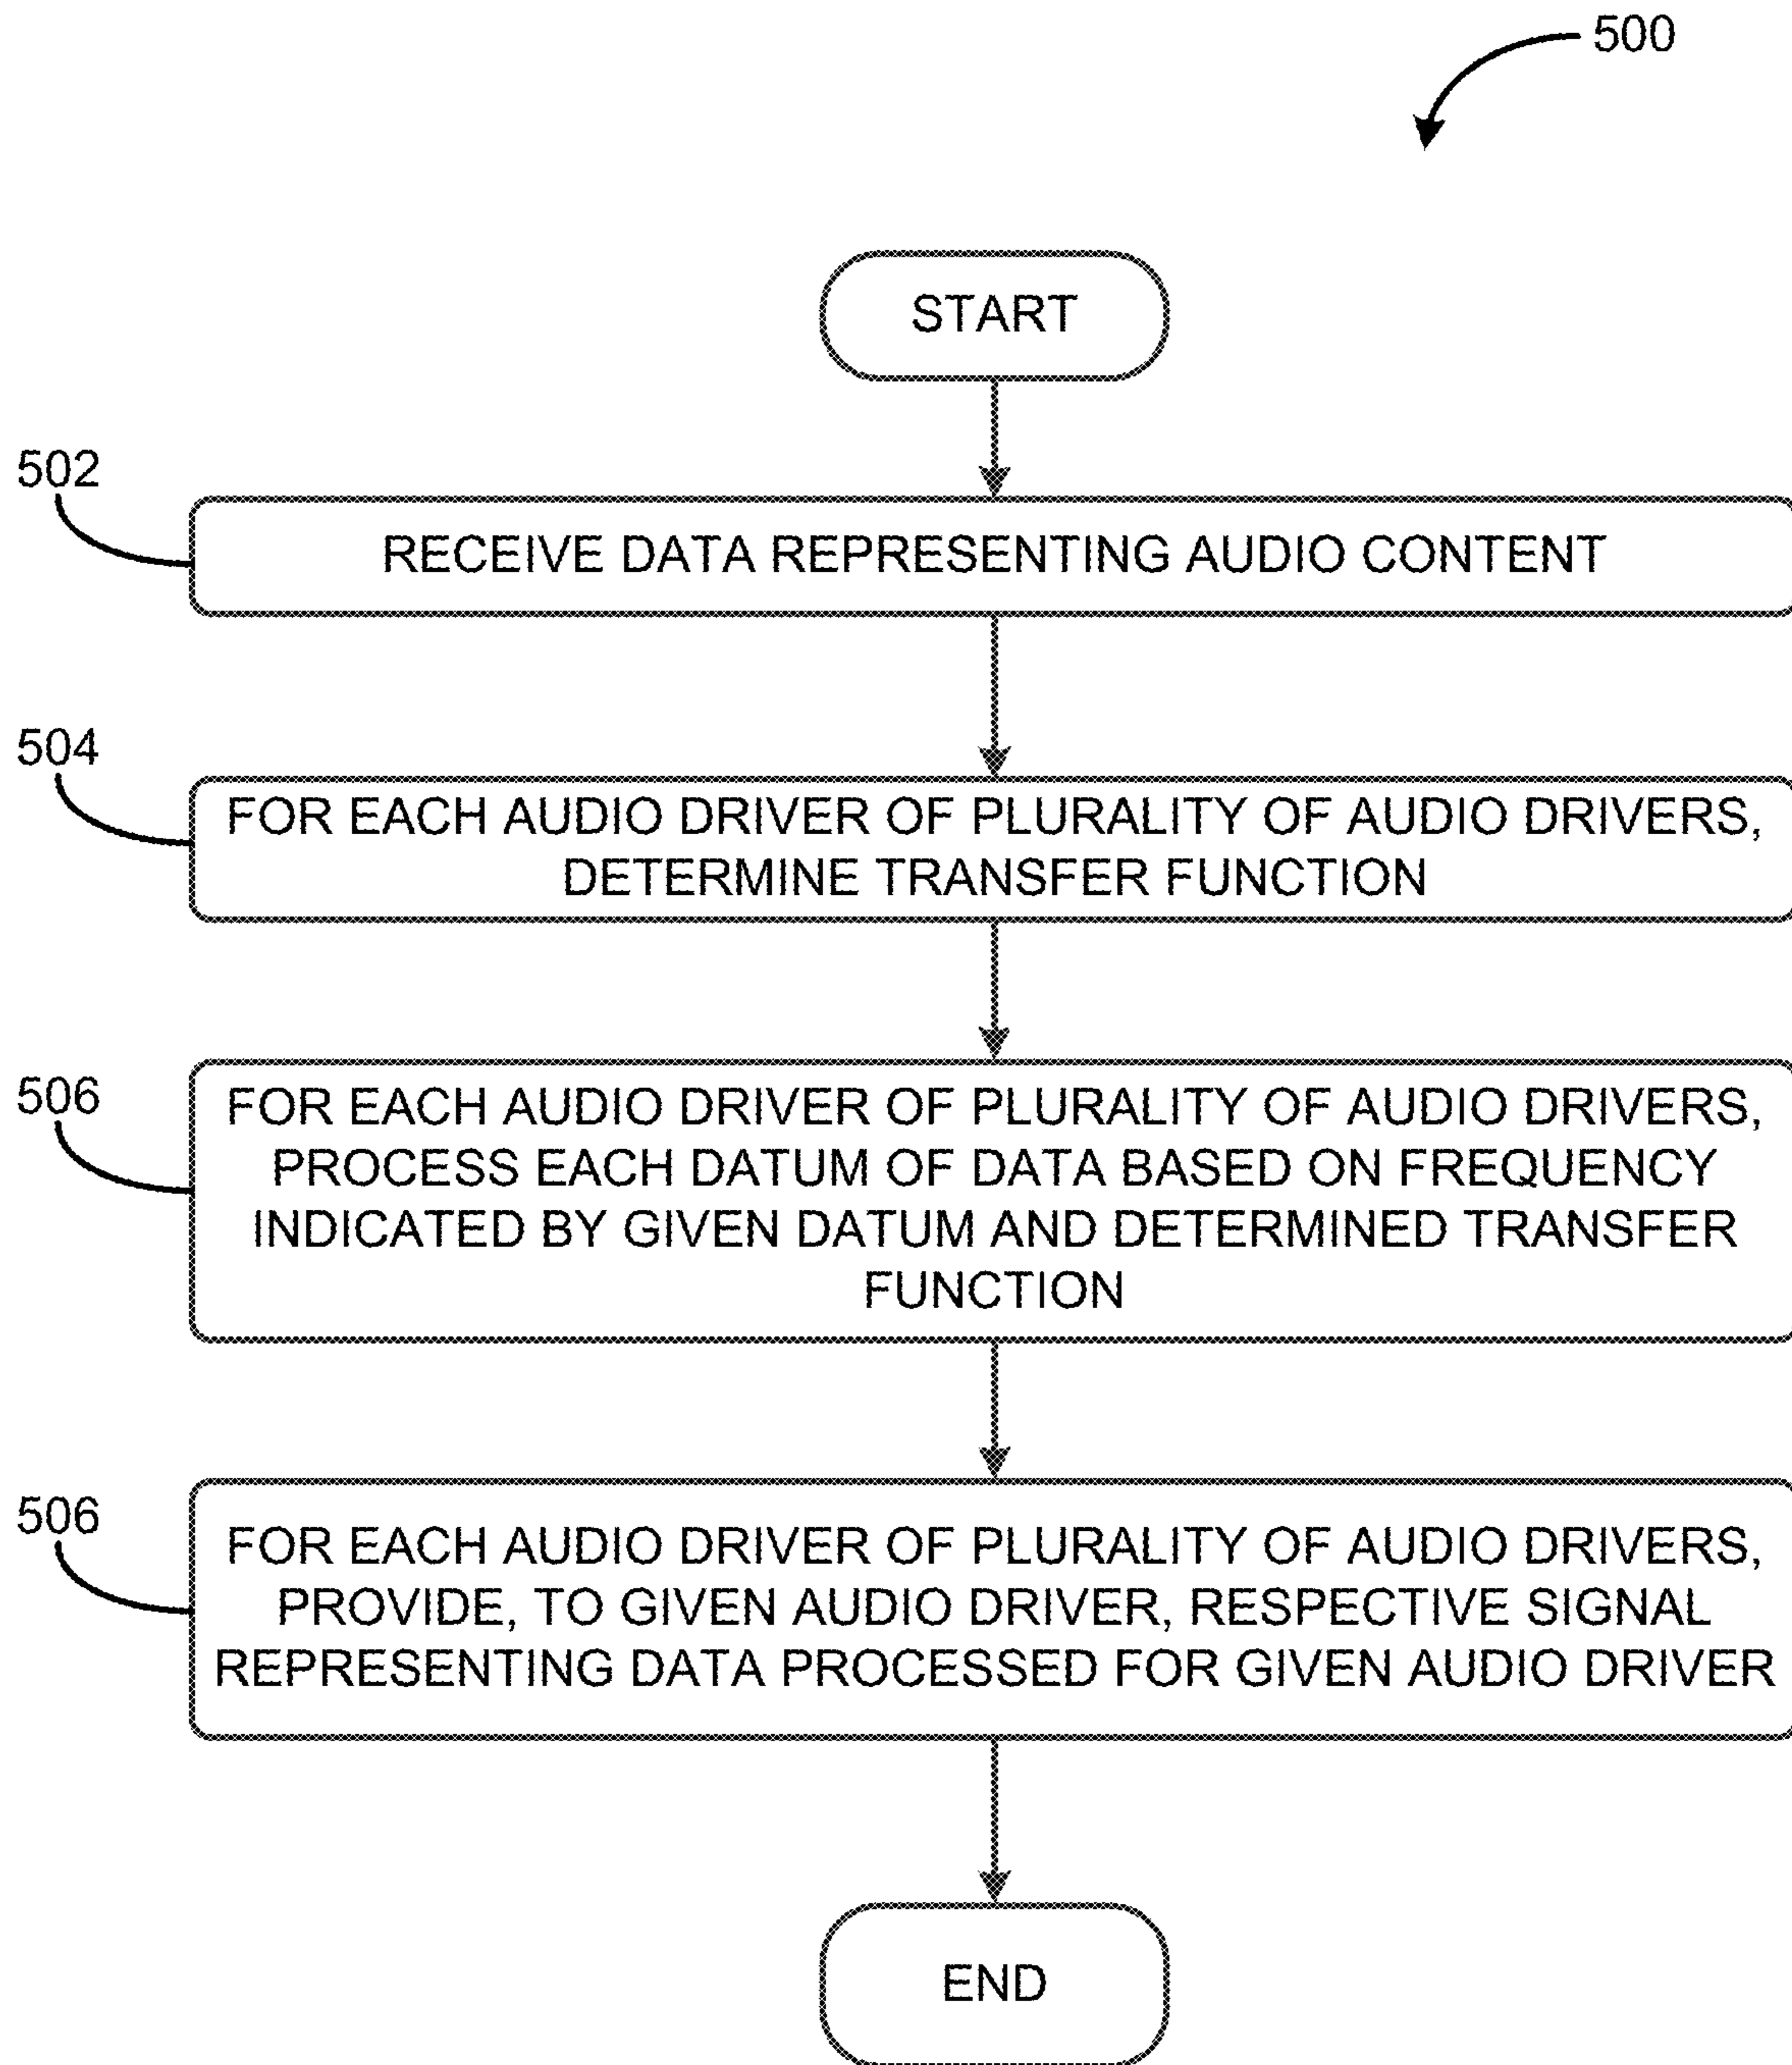 500
START
502
RECEIVE DATA REPRESENTING AUDIO CONTENT
504
FOR EACH AUDIO DRIVER OF PLURALITY OF AUDIO DRIVERS,
DETERMINE TRANSFER FUNCTION
506
FOR EACH AUDIO DRIVER OF PLURALITY OF AUDIO DRIVERS,
PROCESS EACH DATUM OF DATA BASED ON FREQUENCY
INDICATED BY GIVEN DATUM AND DETERMINED TRANSFER
FUNCTION
506
FOR EACH AUDIO DRIVER OF PLURALITY OF AUDIO DRIVERS,
PROVIDE, TO GIVEN AUDIO DRIVER, RESPECTIVE SIGNAL
REPRESENTING DATA PROCESSED FOR GIVEN AUDIO DRIVER
END